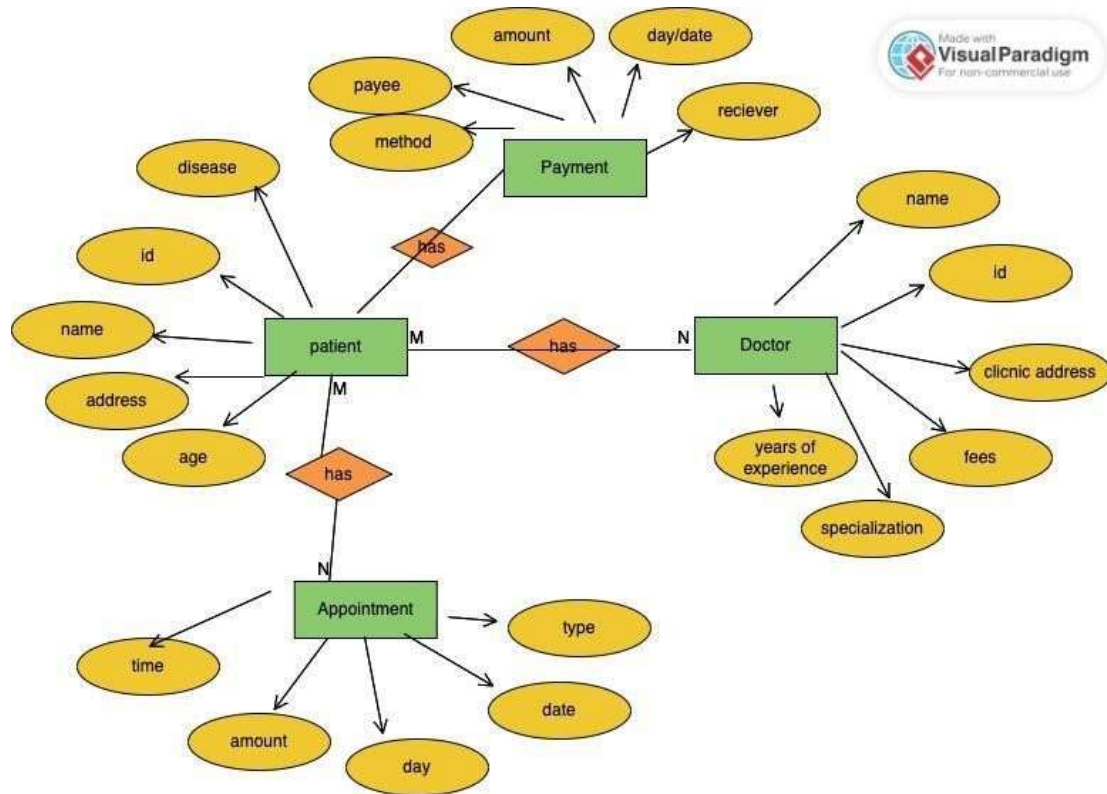 amount
day/date
Made with
Visual Paradigm
For non-commercial use
payee
method
reciever
Payment
disease
name
has
id
id
name
patient
M
has
N
Doctor
clicnic address
address
M
age
has
years of
experience
fees
specialization
N
Appointment
type
time
date
amount
day